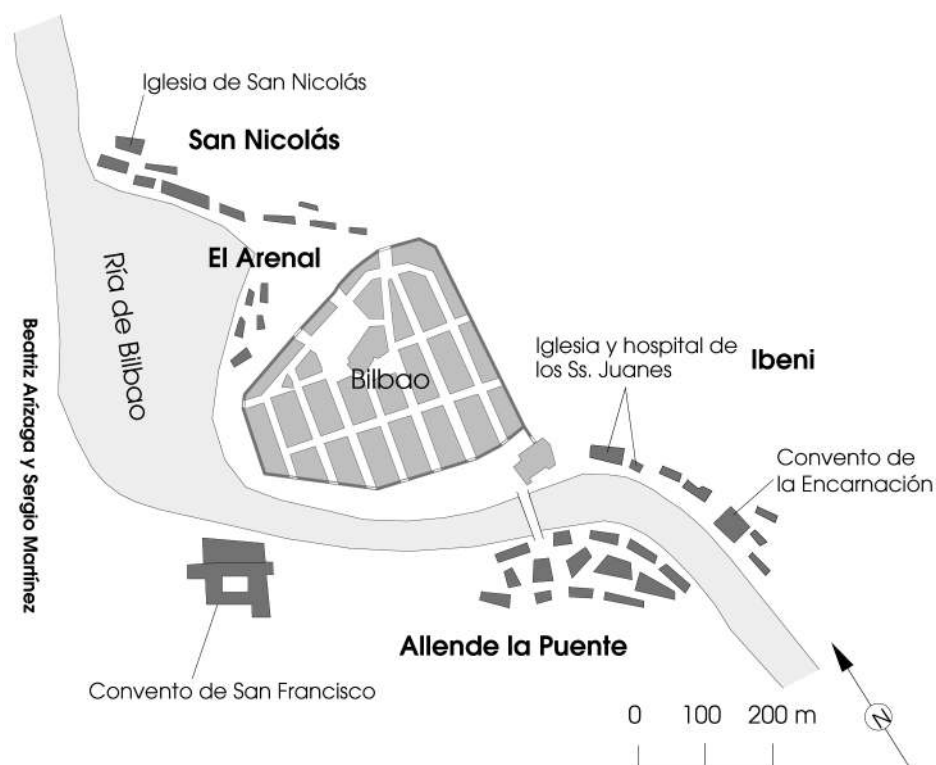 Iglesia de San Nicolás
San Nicolás
El Arenal
Ría de Bilbao
Bilbao
Iglesia y hospital de
los Ss. Juanes
Ibeni
Convento de
la Encarnación
Beatriz Arízaga y Sergio Martínez
Allende la Puente
Convento de San Francisco
0 100 200 m
N